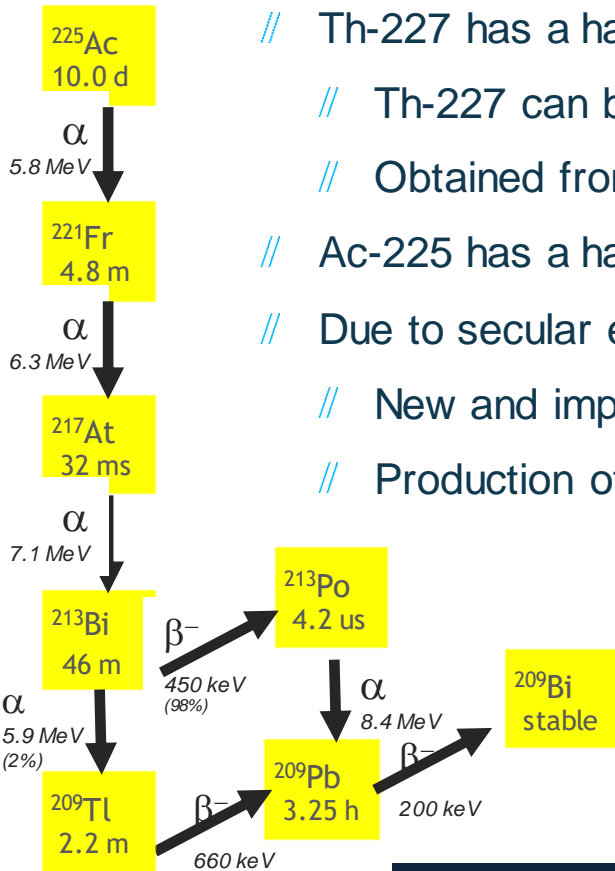 ²²⁵Ac
10.0 d
α
5.8 MeV
²²¹Fr
4.8 m
α
6.3 MeV
²¹⁷At
32 ms
α
7.1 MeV
²¹³Bi
46 m
β⁻
450 keV
(98%)
²¹³Po
4.2 us
α
8.4 MeV
α
5.9 MeV
(2%)
²⁰⁹Tl
2.2 m
β⁻
660 keV
²⁰⁹Pb
3.25 h
β⁻
200 keV
²⁰⁹Bi
stable
// Th-227 has a ha
// Th-227 can b
// Obtained from
// Ac-225 has a ha
// Due to secular e
// New and imp
// Production of